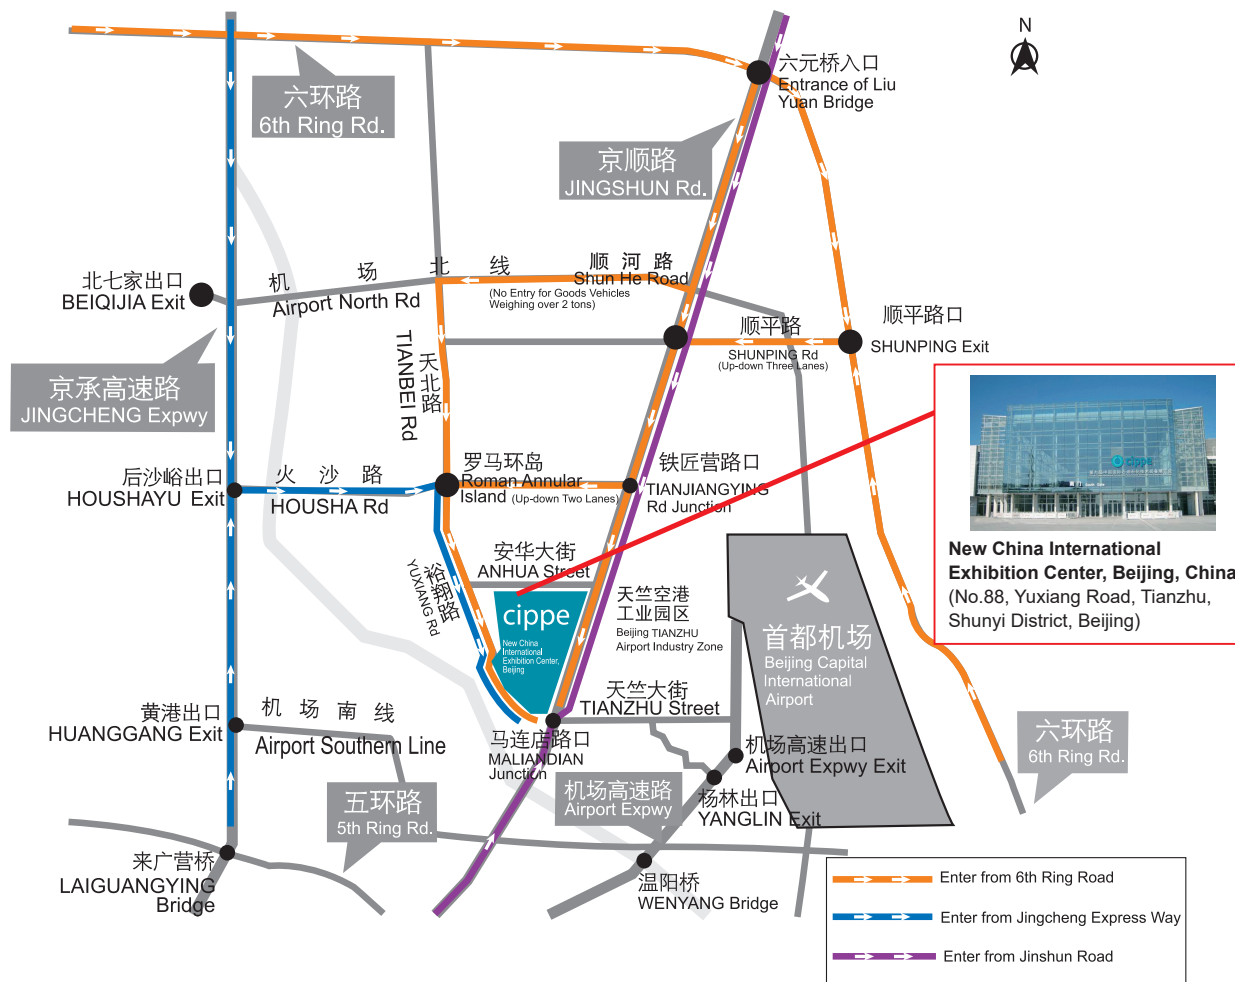 N
六元桥入口
Entrance of Liu
Yuan Bridge
六环路
6th Ring Rd.
京顺路
JINGSHUN Rd.
北七家出口
BEIQIJIA Exit
机 场 北 线
Airport North Rd
顺 河 路
Shun He Road
(No Entry for Goods Vehicles
Weighing over 2 tons)
顺平路
SHUNPING Rd
(Up-down Three Lanes)
顺平路口
SHUNPING Exit
京承高速路
JINGCHENG Expwy
天北路
TIANBEI Rd
后沙峪出口
HOUSHAYU Exit
火 沙 路
HOUSHA Rd
罗马环岛
Roman Annular
Island (Up-down Two Lanes)
铁匠营路口
TIANJIANGYING
Rd Junction
cippe
New China International
Exhibition Center, Beijing, China
(No.88, Yuxiang Road, Tianzhu,
Shunyi District, Beijing)
安华大街
ANHUA Street
裕翔路
YUXIANG Rd
cippe
New China
International
Exhibition Center,
Beijing
天竺空港
工业园区
Beijing TIANZHU
Airport Industry Zone
首都机场
Beijing Capital
International
Airport
天竺大街
TIANZHU Street
黄港出口
HUANGGANG Exit
机 场 南 线
Airport Southern Line
马连店路口
MALIANDIAN
Junction
机场高速出口
Airport Expwy Exit
六环路
6th Ring Rd.
机场高速路
Airport Expwy
杨林出口
YANGLIN Exit
五环路
5th Ring Rd.
来广营桥
LAIGUANGYING
Bridge
温阳桥
WENYANG Bridge
Enter from 6th Ring Road
Enter from Jingcheng Express Way
Enter from Jinshun Road